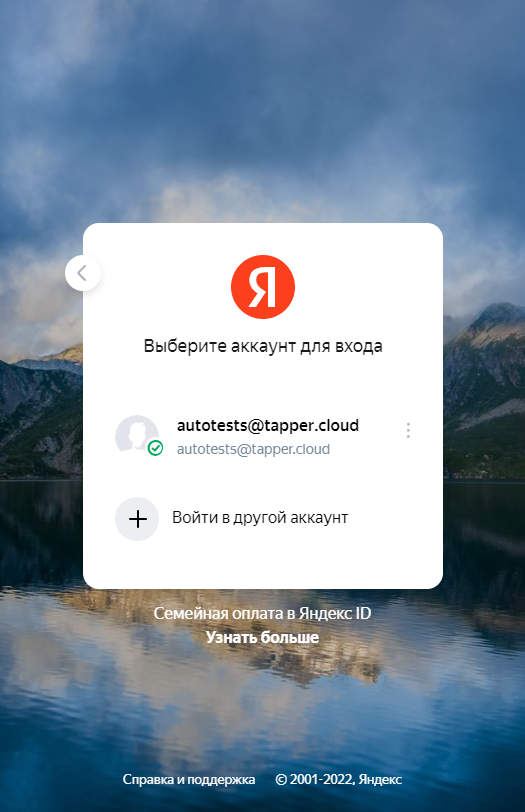 Я
Выберите аккаунт для входа
autotests@tapper.cloud
autotests@tapper.cloud
Войти в другой аккаунт
Семейная оплата в Яндекс ID
Узнать больше
Справка и поддержка © 2001-2022, Яндекс